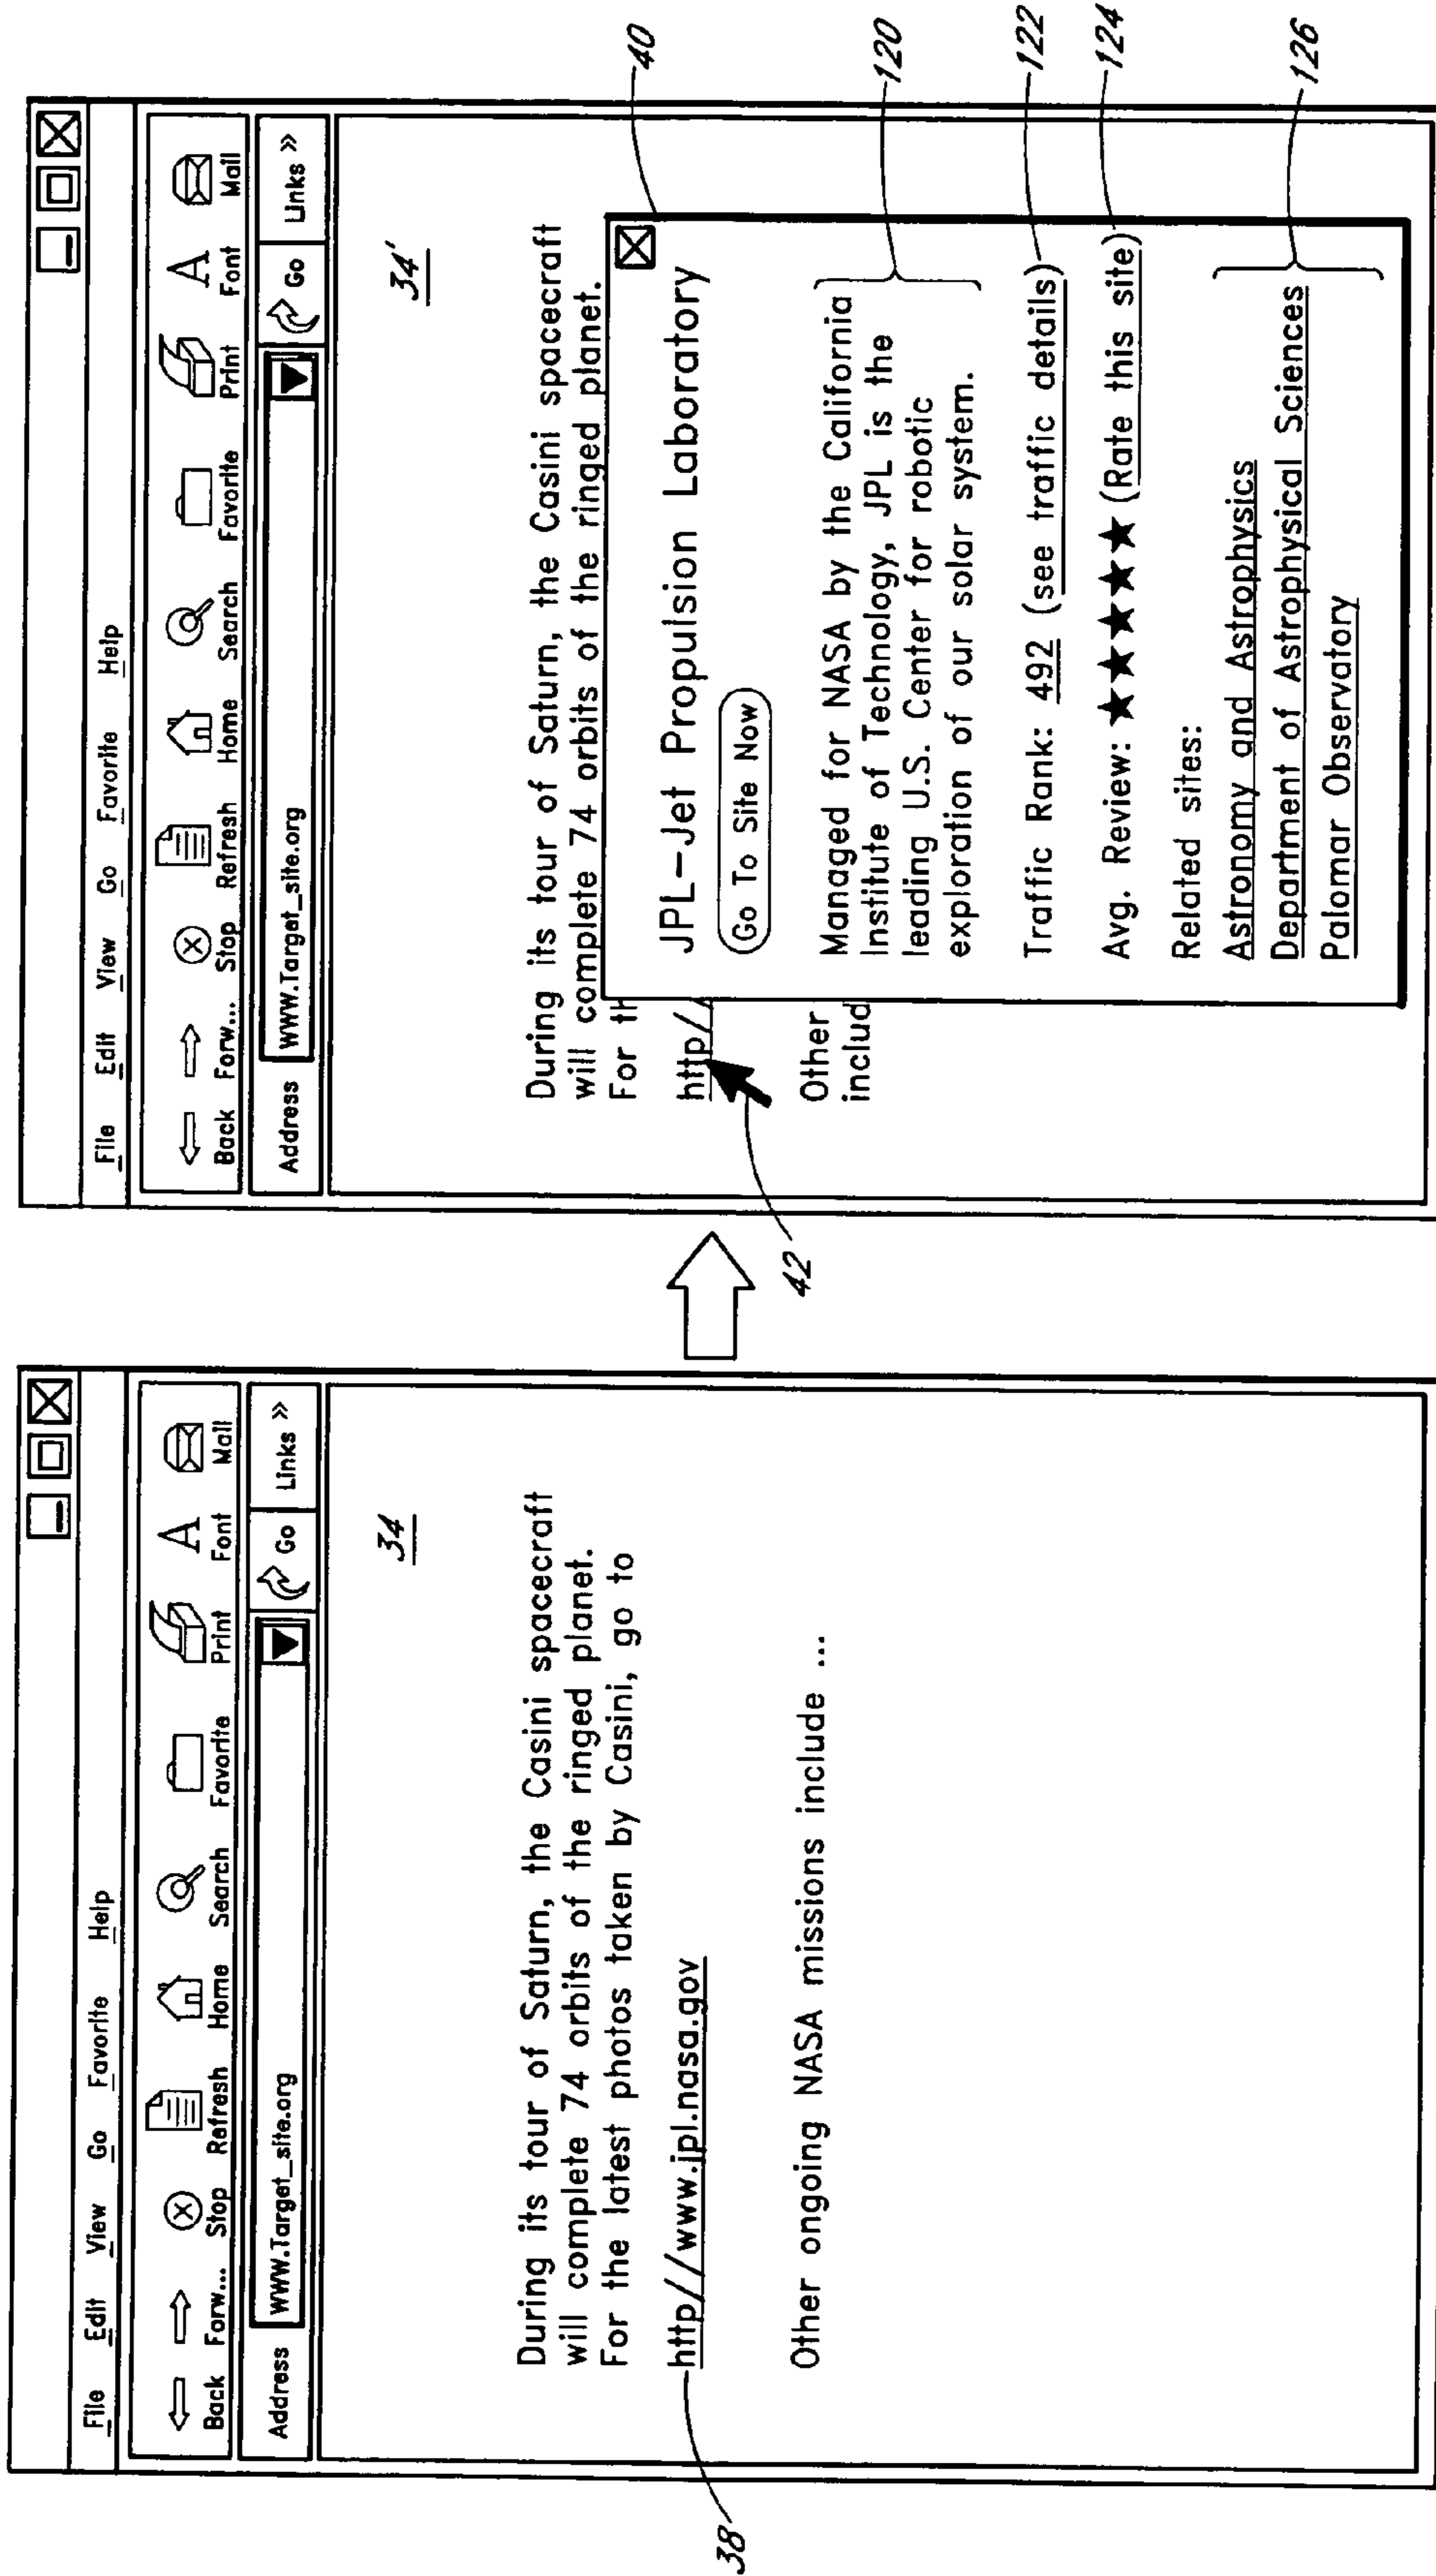 File Edit View Go Favorite Help
Back Forw... Stop Refresh Home Search Favorite Print Font Mail
Address WWW.Target_site.org Go Links »
34
During its tour of Saturn, the Casini spacecraft
will complete 74 orbits of the ringed planet.
For the latest photos taken by Casini, go to
38
http//www.jpl.nasa.gov
Other ongoing NASA missions include ...
File Edit View Go Favorite Help
Back Forw... Stop Refresh Home Search Favorite Print Font Mail
Address WWW.Target_site.org Go Links »
34'
During its tour of Saturn, the Casini spacecraft
will complete 74 orbits of the ringed planet.
For th
http//
42
Other
includ
40
JPL-Jet Propulsion Laboratory
Go To Site Now
Managed for NASA by the California
Institute of Technology, JPL is the
leading U.S. Center for robotic
exploration of our solar system.
120
Traffic Rank: 492 (see traffic details)
122
Avg. Review: ★★★★★ (Rate this site)
124
Related sites:
Astronomy and Astrophysics
Department of Astrophysical Sciences
Palomar Observatory
126